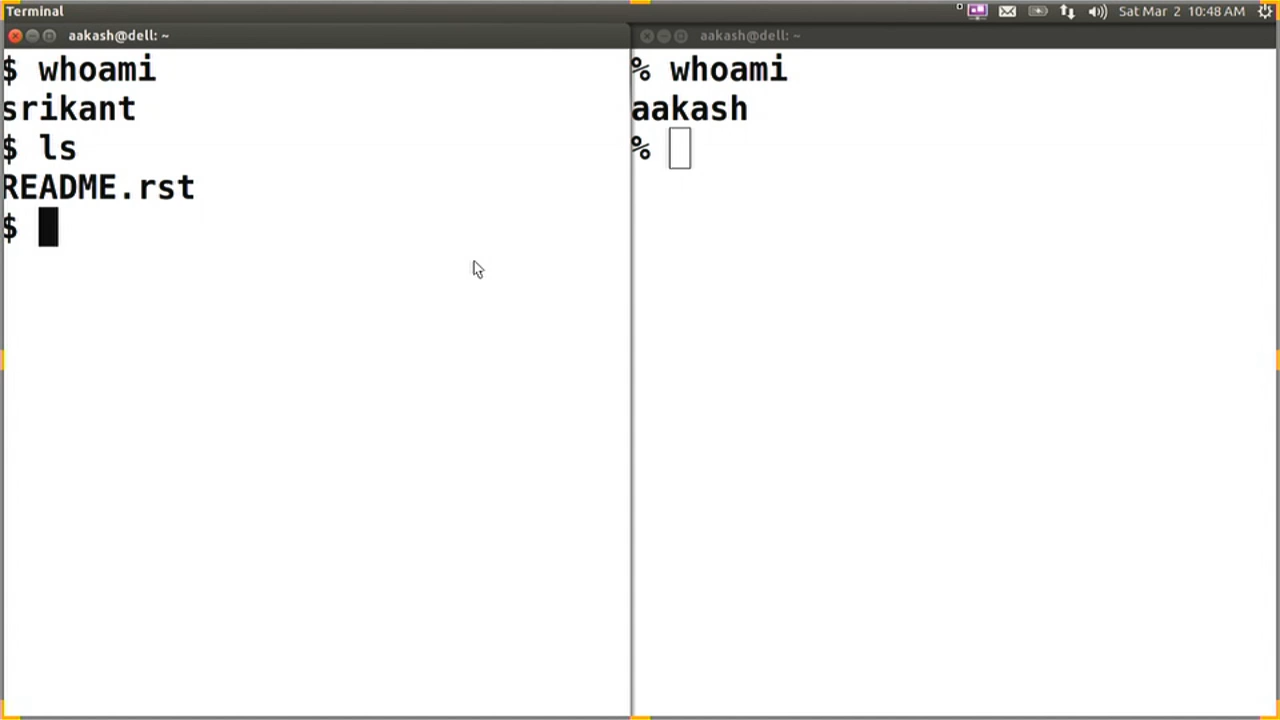 Terminal
Sat Mar 2 10:48 AM
aakash@dell: ~
$ whoami
srikant
$ ls
README.rst
$
aakash@dell: ~
% whoami
aakash
%